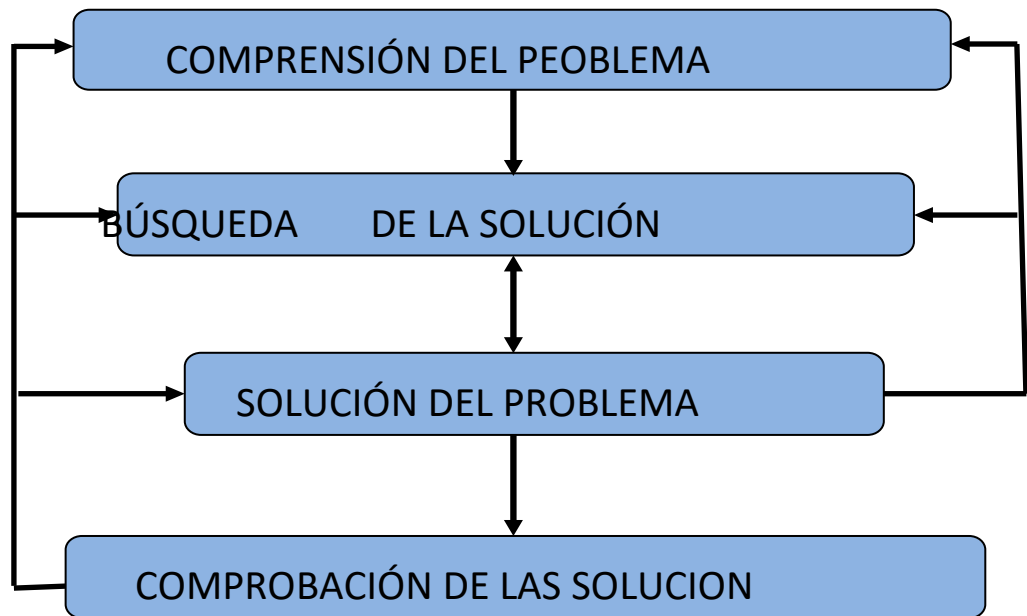 COMPRENSIÓN DEL PEOBLEMA
BÚSQUEDA DE LA SOLUCIÓN
SOLUCIÓN DEL PROBLEMA
COMPROBACIÓN DE LAS SOLUCION